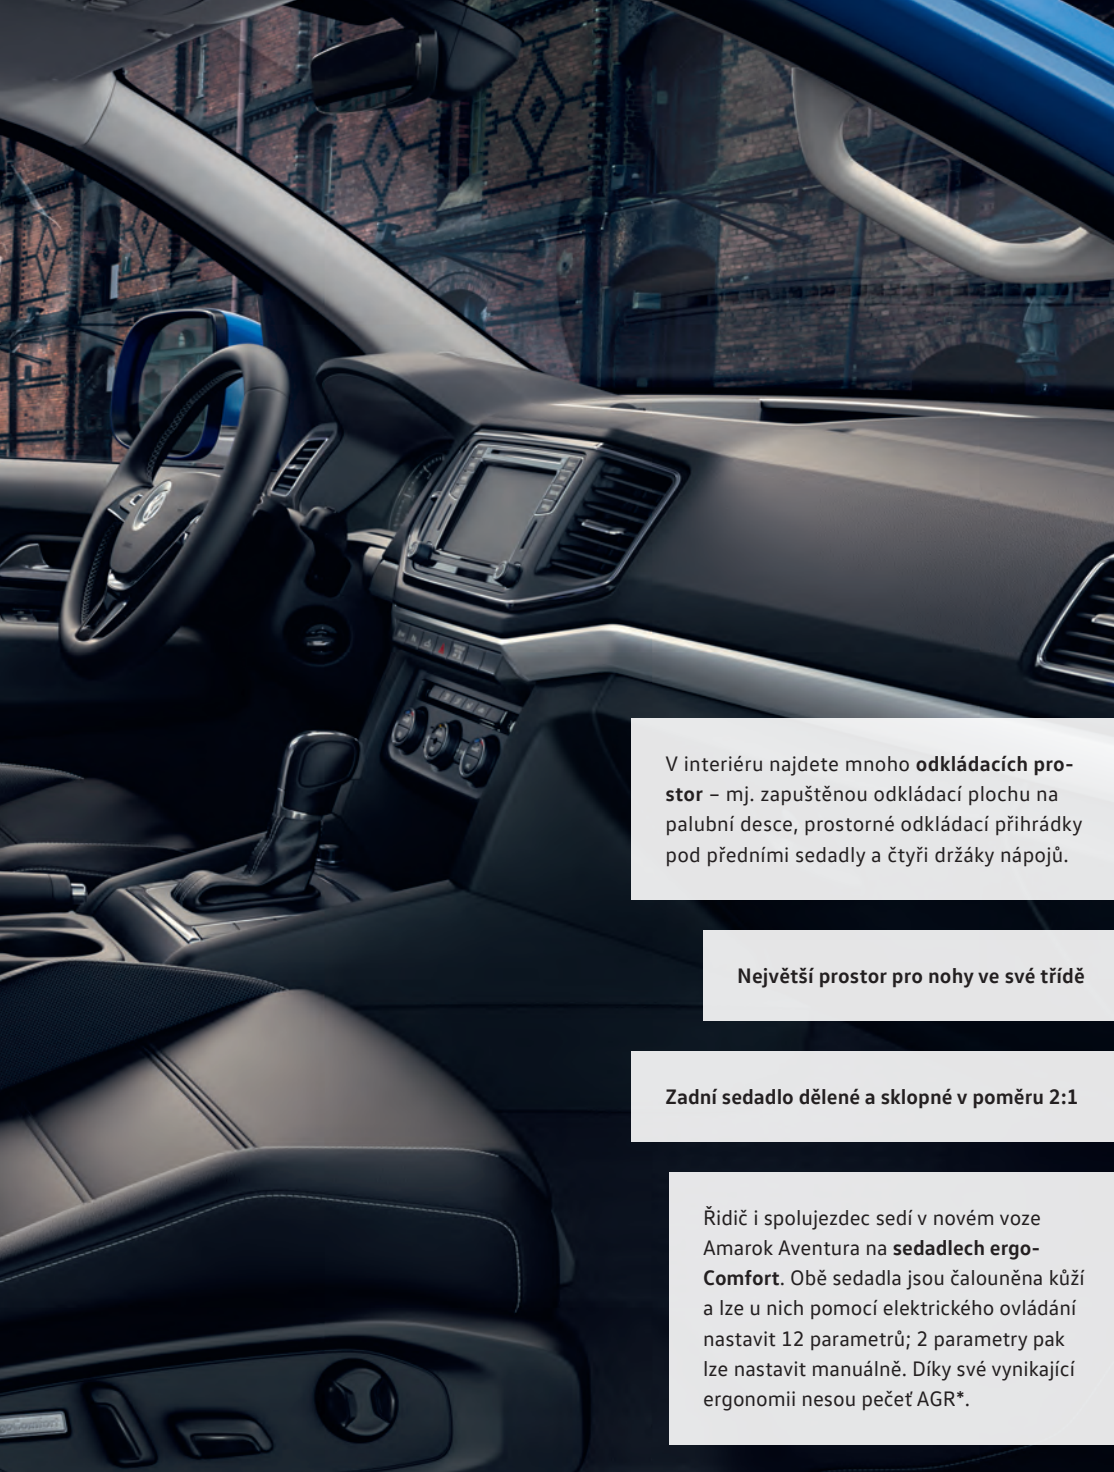 V interiéru najdete mnoho odkládacích pro-
stor – mj. zapuštěnou odkládací plochu na
palubní desce, prostorné odkládací přihrádky
pod předními sedadly a čtyři držáky nápojů.
Největší prostor pro nohy ve své třídě
Zadní sedadlo dělené a sklopné v poměru 2:1
Řidič i spolujezdec sedí v novém voze
Amarok Aventura na sedadlech ergo-
Comfort. Obě sedadla jsou čalouněna kůží
a lze u nich pomocí elektrického ovládání
nastavit 12 parametrů; 2 parametry pak
lze nastavit manuálně. Díky své vynikající
ergonomii nesou pečeť AGR*.